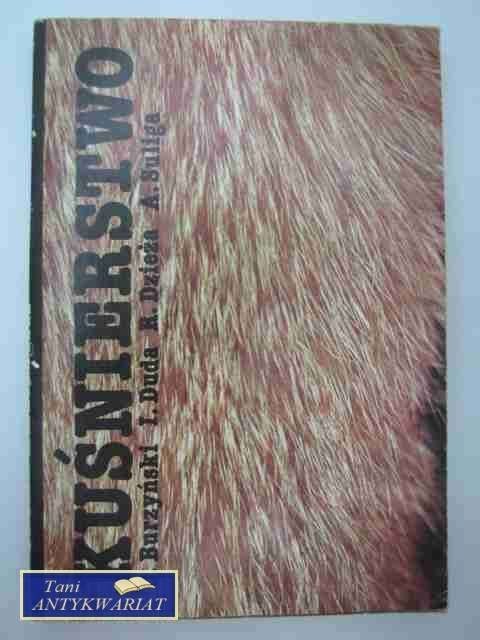 KUŚNIERSTWO
Burzyński I. Duda R. Dzieża A. Suliga
Tani
ANTYKWARIAT